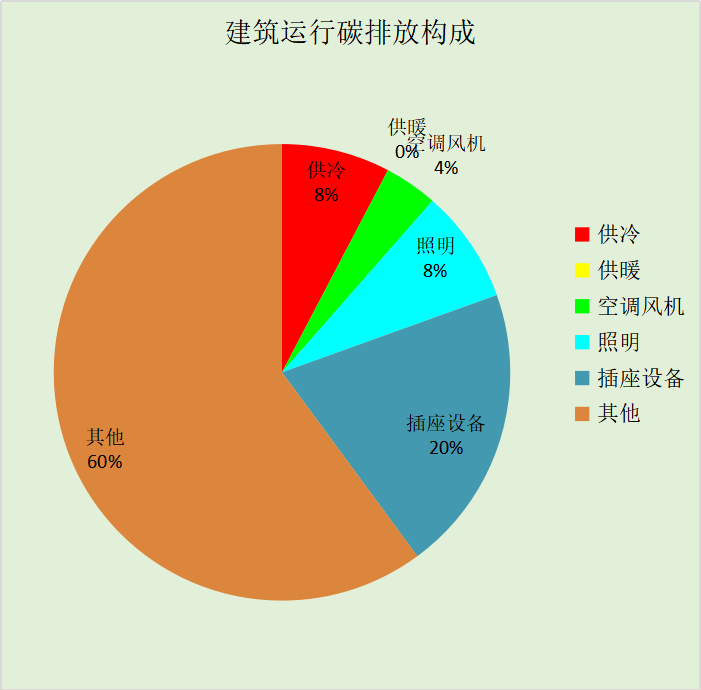 建筑运行碳排放构成
供暖
0%
空调风机
4%
供冷
8%
照明
8%
插座设备
20%
其他
60%
供冷
供暖
空调风机
照明
插座设备
其他